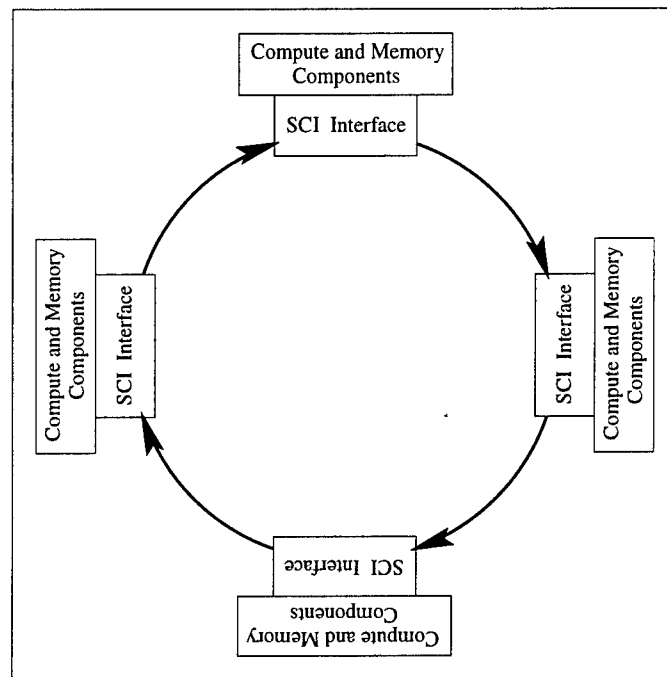 Compute and Memory
Components
SCI Interface
Compute and Memory
Components
SCI Interface
SCI Interface
Compute and Memory
Components
SCI Interface
Compute and Memory
Components